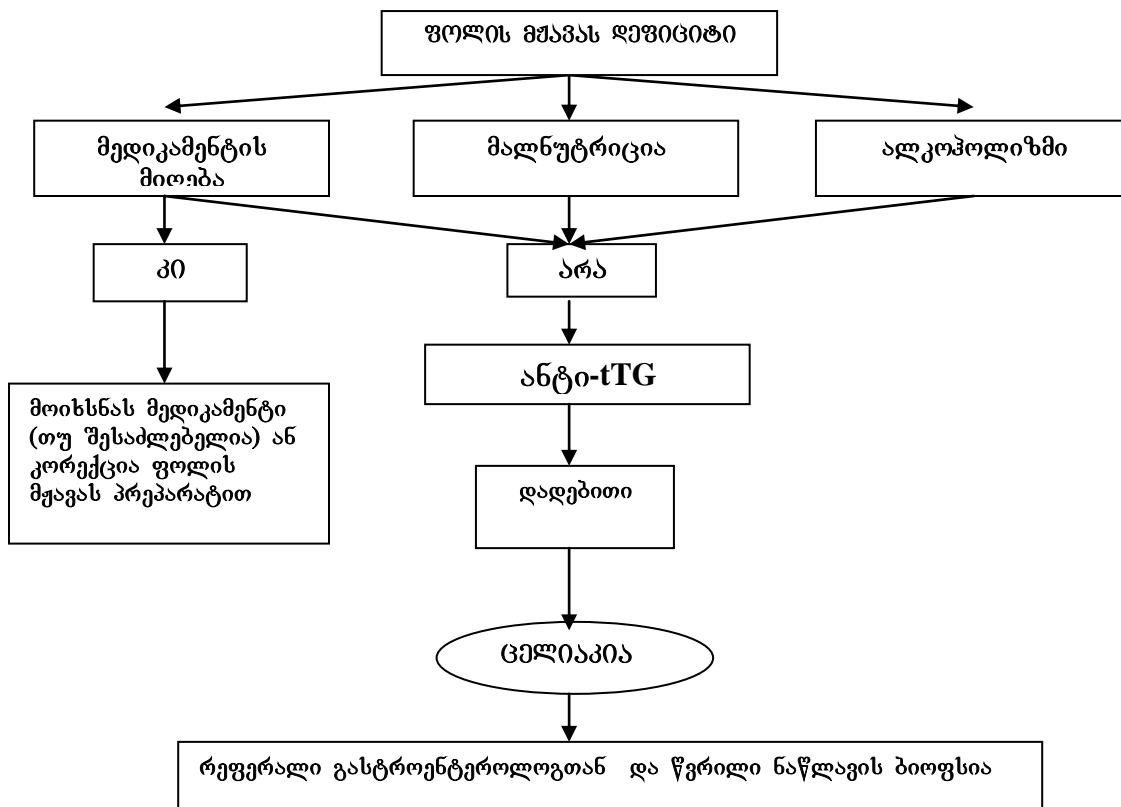 ფოლის მჟავას დეფიციტი
მედიკამენტის
მიღება
მალნუტრიცია
ალკოჰოლიზმი
კი
არა
ანტი-tTG
მოიხსნას მედიკამენტი
(თუ შესაძლებელია) ან
კორექცია ფოლის
მჟავას პრეპარატით
დადებითი
ცელიაკია
რეფერალი გასტროენტეროლოგთან და წვრილი ნაწლავის ბიოფსია